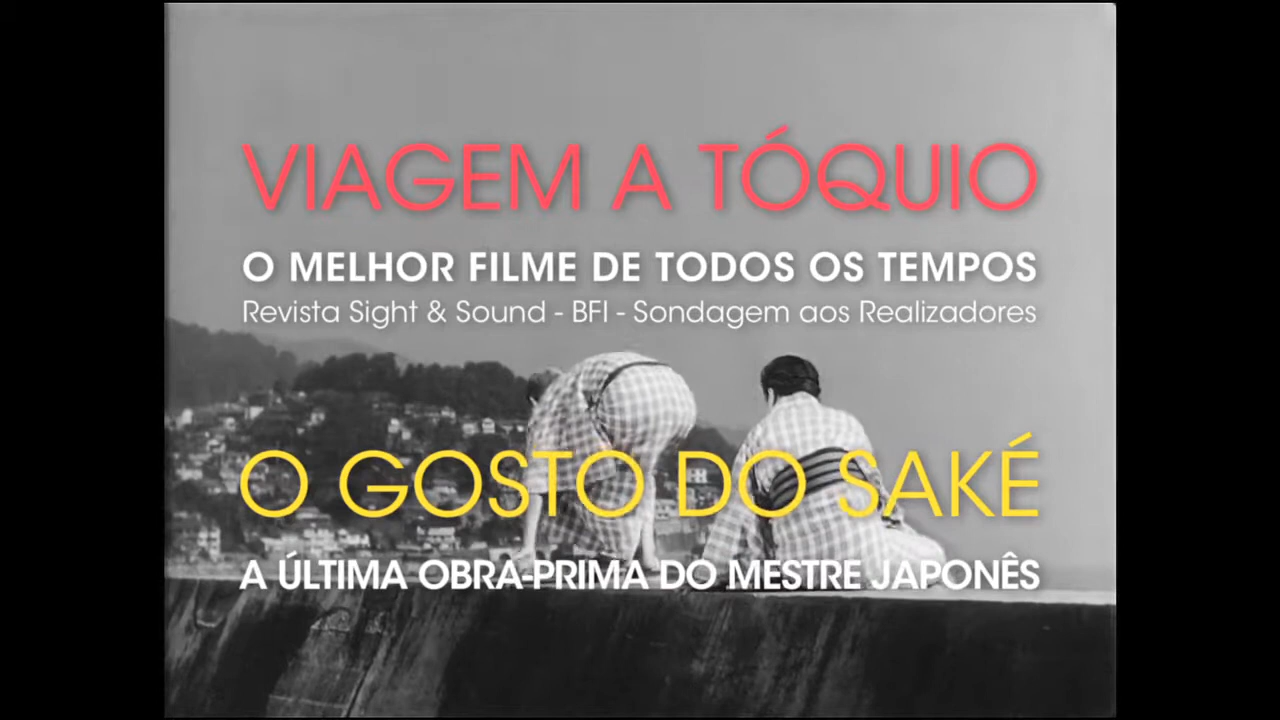 VIAGEM A TÓQUIO
O MELHOR FILME DE TODOS OS TEMPOS
Revista Sight & Sound - BFI - Sondagem aos Realizadores
O GOSTO DO SAKÉ
A ÚLTIMA OBRA-PRIMA DO MESTRE JAPONÊS